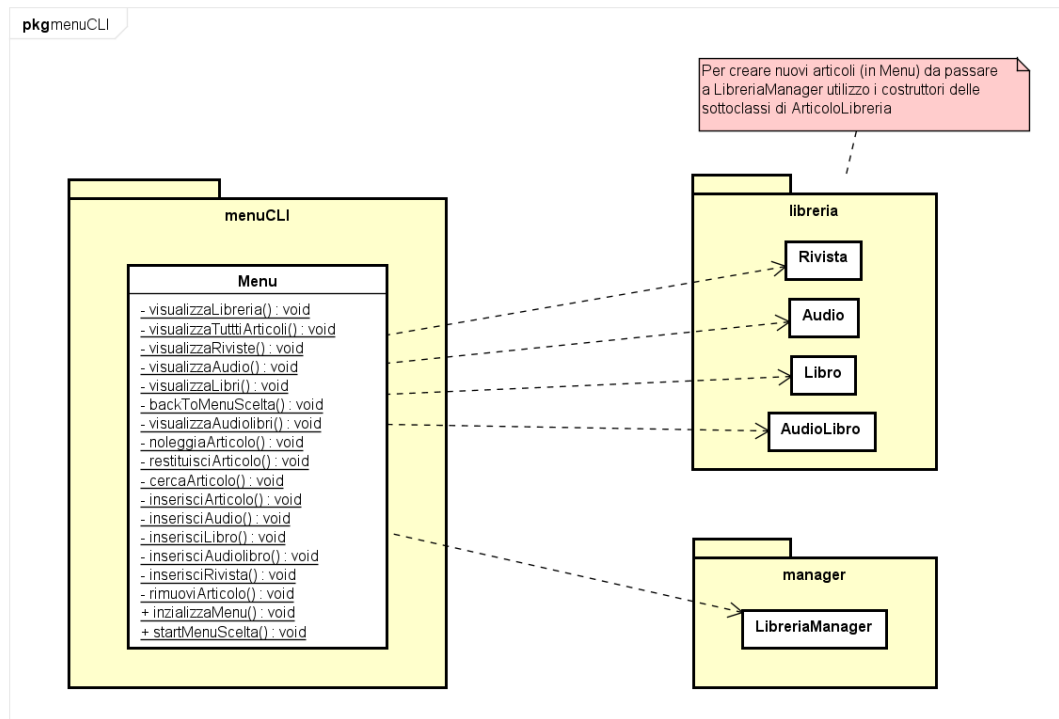 pkg menuCLI
Per creare nuovi articoli (in Menu) da passare
a LibreriaManager utilizo i costruttori delle
sottoclassi di ArticoloLibreria
menuCLI
Menu
- visualizzaLibreria() : void
- visualizzaTutttiArticoli() : void
- visualizzaRiviste() : void
- visualizzaAudio() : void
- visualizzaLibri() : void
- backToMenuScelta() : void
- visualizzaAudiolibri() : void
- noleggiaArticolo() : void
- restituisciArticolo() : void
- cercaArticolo() : void
- inserisciArticolo() : void
- inserisciAudio() : void
- inserisciLibro() : void
- inserisciAudiolibro() : void
- inserisciRivista() : void
- rimuoviArticolo() : void
+ inzializzaMenu() : void
+ startMenuScelta() : void
libreria
Rivista
Audio
Libro
AudioLibro
manager
LibreriaManager